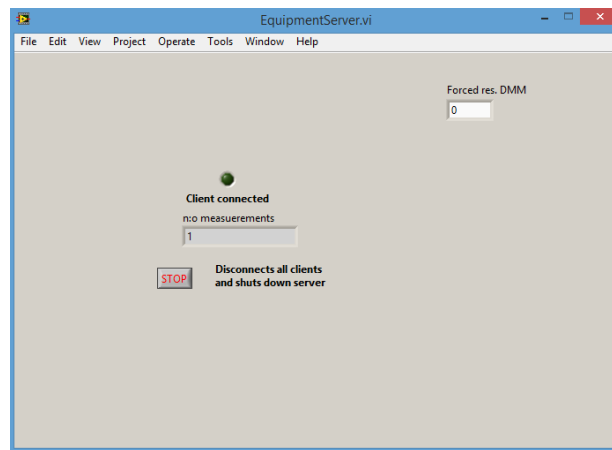 EquipmentServer.vi
File Edit View Project Operate Tools Window Help
Forced res. DMM
0
Client connected
n:o measuerements
1
STOP
Disconnects all clients
and shuts down server